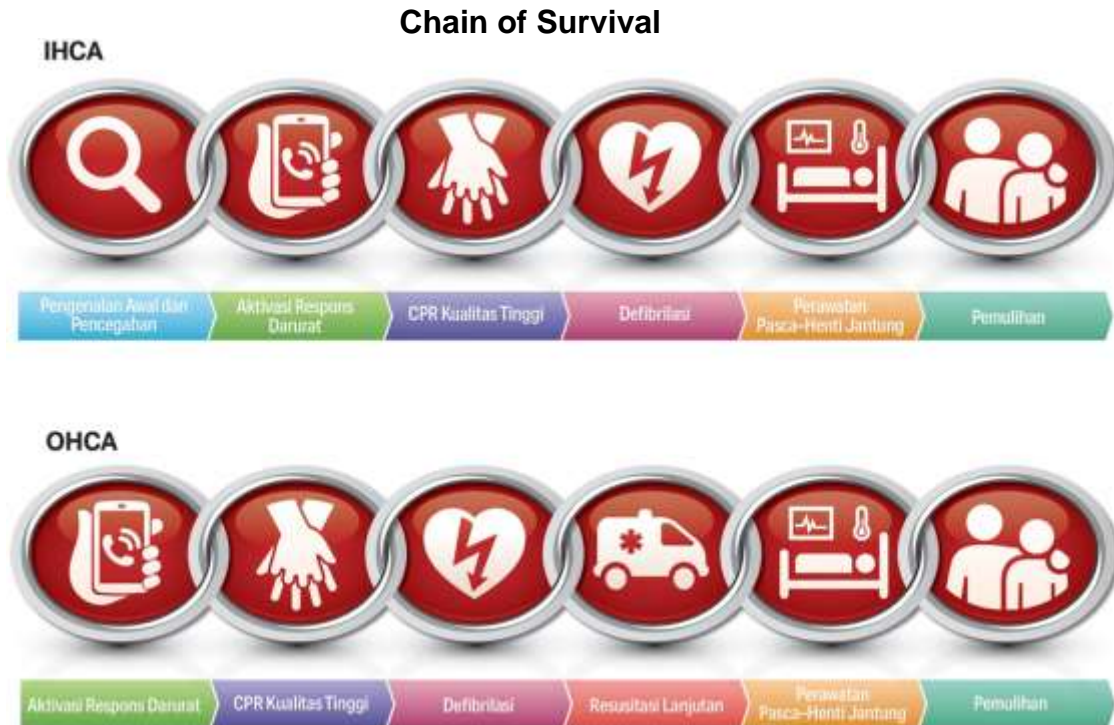 Chain of Survival
IHCA
Pengenalan Awal dan
Pencegahan
Aktivasi Respons
Darurat
CPR Kualitas Tinggi
Defibrilasi
Perawatan
Pasca-Henti Jantung
Pemulihan
OHCA
Aktivasi Respons Darurat
CPR Kualitas Tinggi
Defibrilasi
Resusitasi Lanjutan
Perawatan
Pasca-Henti Jantung
Pemulihan